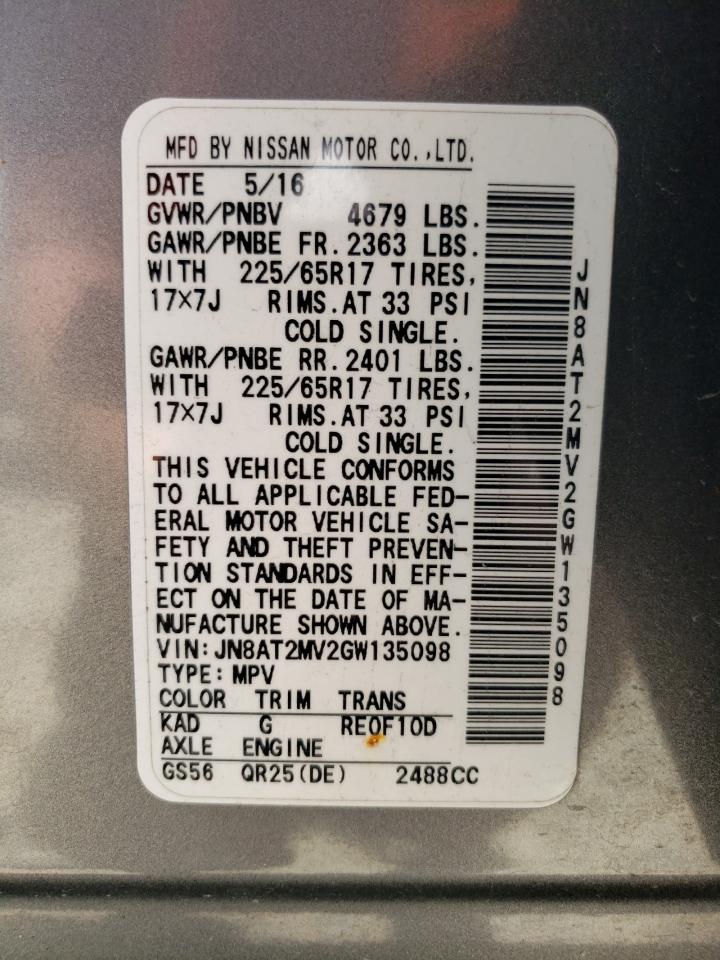 MFD BY NISSAN MOTOR CO.,LTD.
DATE 5/16
GVWR/PNBV 4679 LBS.
GAWR/PNBE FR.2363 LBS.
WITH 225/65R17 TIRES,
17×7J RIMS.AT 33 PSI
COLD SINGLE.
GAWR/PNBE RR.2401 LBS.
WITH 225/65R17 TIRES,
17×7J RIMS.AT 33 PSI
COLD SINGLE.
THIS VEHICLE CONFORMS
TO ALL APPLICABLE FED-
ERAL MOTOR VEHICLE SA-
FETY AND THEFT PREVEN-
TION STANDARDS IN EFF-
ECT ON THE DATE OF MA-
NUFACTURE SHOWN ABOVE.
VIN:JN8AT2MV2GW135098
TYPE:MPV
COLOR TRIM TRANS
KAD G RE0F10D
AXLE ENGINE
GS56 QR25(DE) 2488CC
JN8AT2MV2GW135098